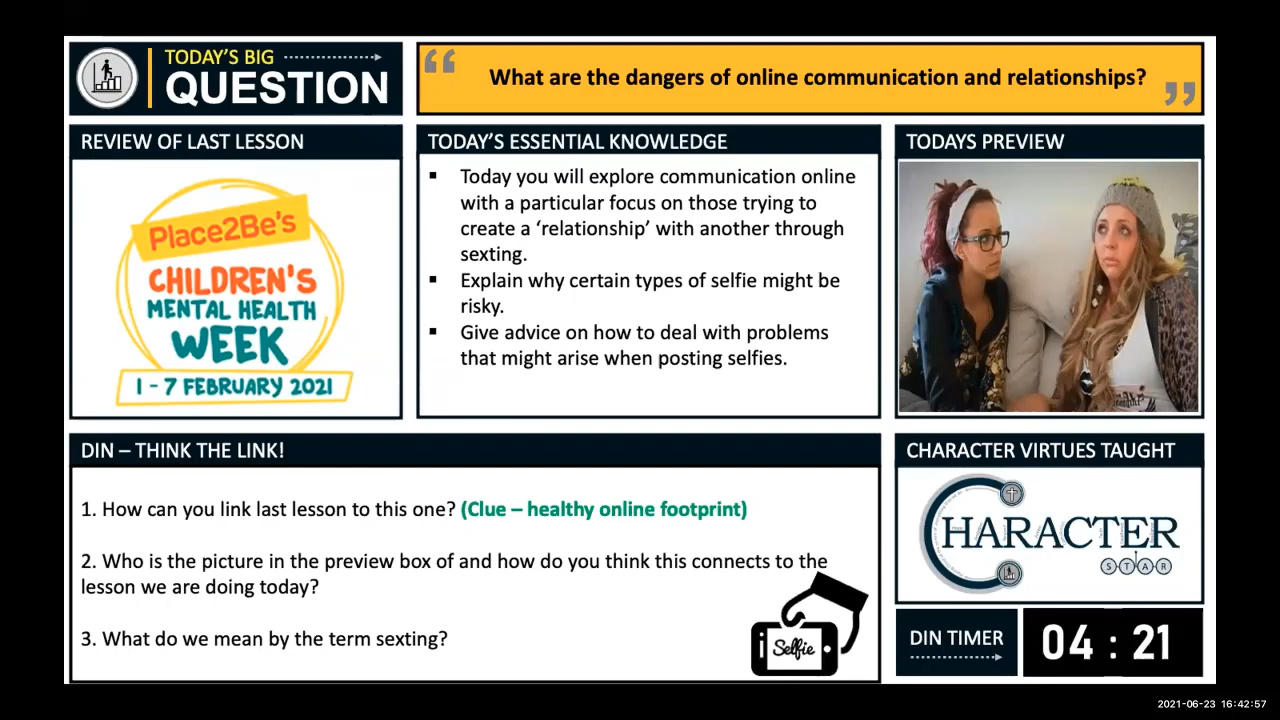 TODAY'S BIG
QUESTION
“ What are the dangers of online communication and relationships? ”
REVIEW OF LAST LESSON
Place2Be's
CHILDREN'S
MENTAL HEALTH
WEEK
1 - 7 FEBRUARY 2021
TODAY'S ESSENTIAL KNOWLEDGE
▪ Today you will explore communication online
with a particular focus on those trying to
create a ‘relationship’ with another through
sexting.
▪ Explain why certain types of selfie might be
risky.
▪ Give advice on how to deal with problems
that might arise when posting selfies.
TODAYS PREVIEW
DIN – THINK THE LINK!
1. How can you link last lesson to this one? (Clue – healthy online footprint)
2. Who is the picture in the preview box of and how do you think this connects to the
lesson we are doing today?
3. What do we mean by the term sexting?
Selfie
CHARACTER VIRTUES TAUGHT
CHARACTER
STAR
DIN TIMER
04 : 21
2021-06-23 16:42:57